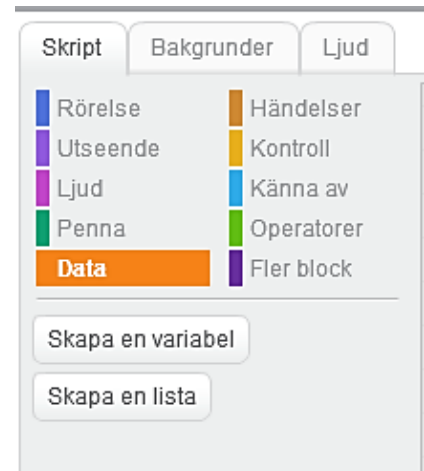 Skript Bakgrunder Ljud
Rörelse Händelser
Utseende Kontroll
Ljud Känna av
Penna Operatorer
Data Fler block
Skapa en variabel
Skapa en lista